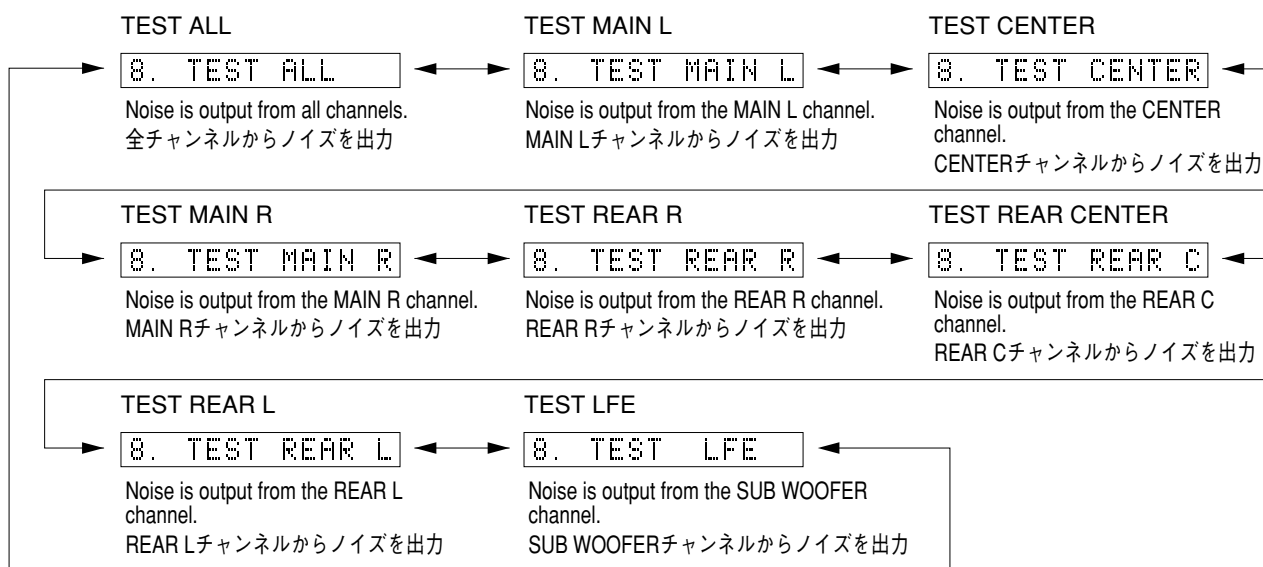 TEST ALL
8. TEST ALL
Noise is output from all channels.
全チャンネルからノイズを出力
TEST MAIN L
8. TEST MAIN L
Noise is output from the MAIN L channel.
MAIN Lチャンネルからノイズを出力
TEST CENTER
8. TEST CENTER
Noise is output from the CENTER
channel.
CENTERチャンネルからノイズを出力
TEST MAIN R
8. TEST MAIN R
Noise is output from the MAIN R channel.
MAIN Rチャンネルからノイズを出力
TEST REAR R
8. TEST REAR R
Noise is output from the REAR R channel.
REAR Rチャンネルからノイズを出力
TEST REAR CENTER
8. TEST REAR C
Noise is output from the REAR C
channel.
REAR Cチャンネルからノイズを出力
TEST REAR L
8. TEST REAR L
Noise is output from the REAR L
channel.
REAR Lチャンネルからノイズを出力
TEST LFE
8. TEST LFE
Noise is output from the SUB WOOFER
channel.
SUB WOOFERチャンネルからノイズを出力